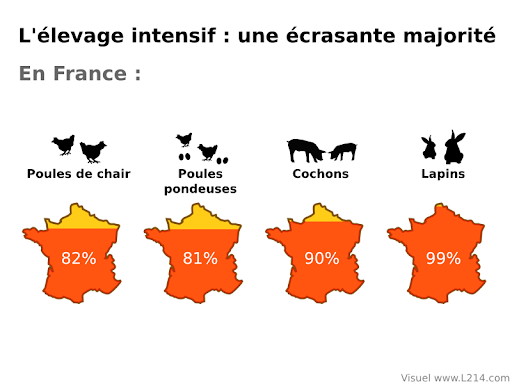 L'élevage intensif : une écrasante majorité
En France :
Poules de chair
Poules
pondeuses
Cochons
Lapins
82%
81%
90%
99%
Visuel www.L214.com